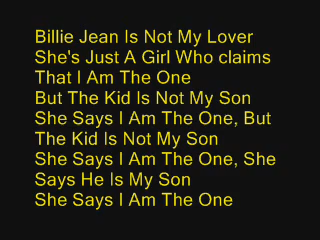 Billie Jean Is Not My Lover
She's Just A Girl Who claims
That I Am The One
But The Kid Is Not My Son
She Says I Am The One, But
The Kid Is Not My Son
She Says I Am The One, She
Says He Is My Son
She Says I Am The One